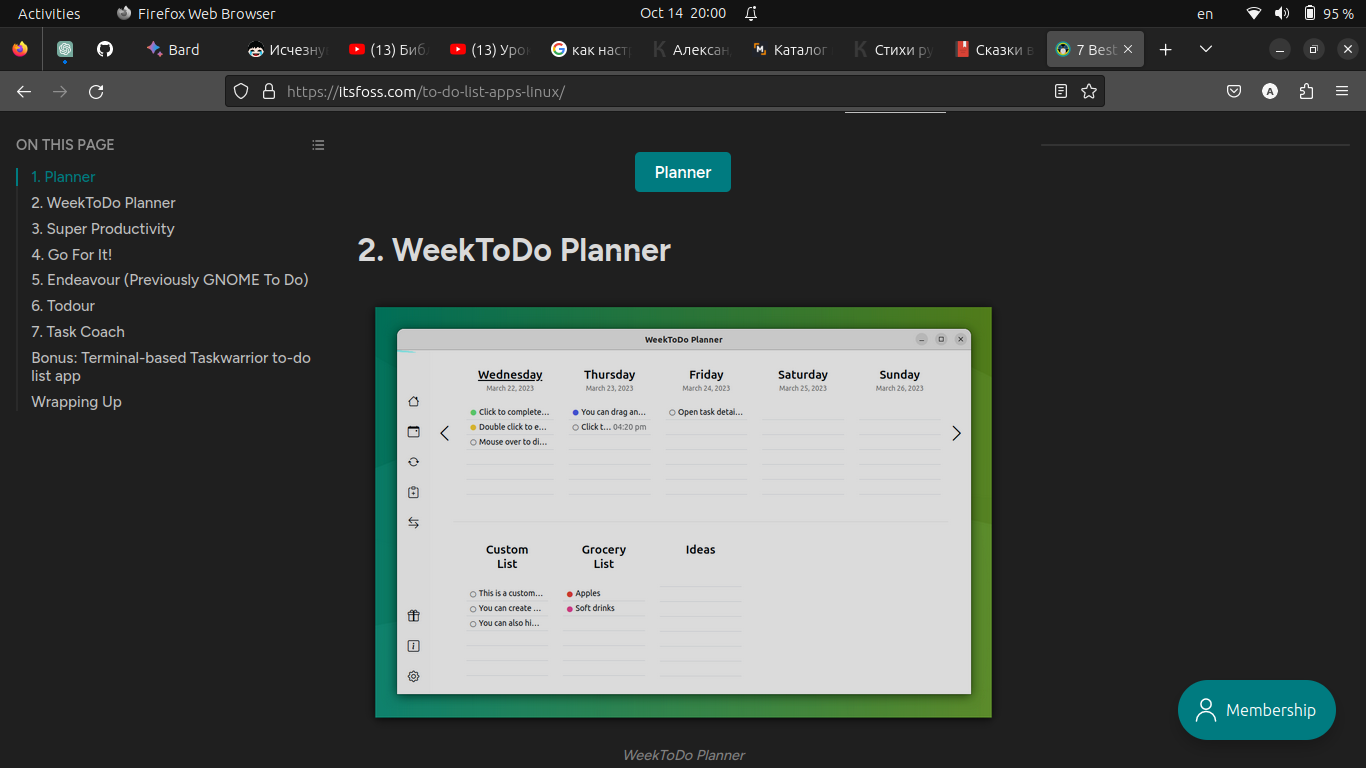 Activities
Firefox Web Browser
Oct 14 20:00
en
95 %
Bard
Исчезну
(13) Биб
(13) Уро
как наст
Алексан
Каталог
Стихи ру
Сказки в
7 Best
https://itsfoss.com/to-do-list-apps-linux/
A
ON THIS PAGE
1. Planner
2. WeekToDo Planner
3. Super Productivity
4. Go For It!
5. Endeavour (Previously GNOME To Do)
6. Todour
7. Task Coach
Bonus: Terminal-based Taskwarrior to-do
list app
Wrapping Up
Planner
2. WeekToDo Planner
WeekToDo Planner
Wednesday
March 22, 2023
Click to complete...
Double click to e...
Mouse over to di...
Thursday
March 23, 2023
You can drag an...
Click t... 04:20 pm
Friday
March 24, 2023
Open task detai...
Saturday
March 25, 2023
Sunday
March 26, 2023
Custom
List
This is a custom...
You can create ...
You can also hi...
Grocery
List
Apples
Soft drinks
Ideas
WeekToDo Planner
Membership